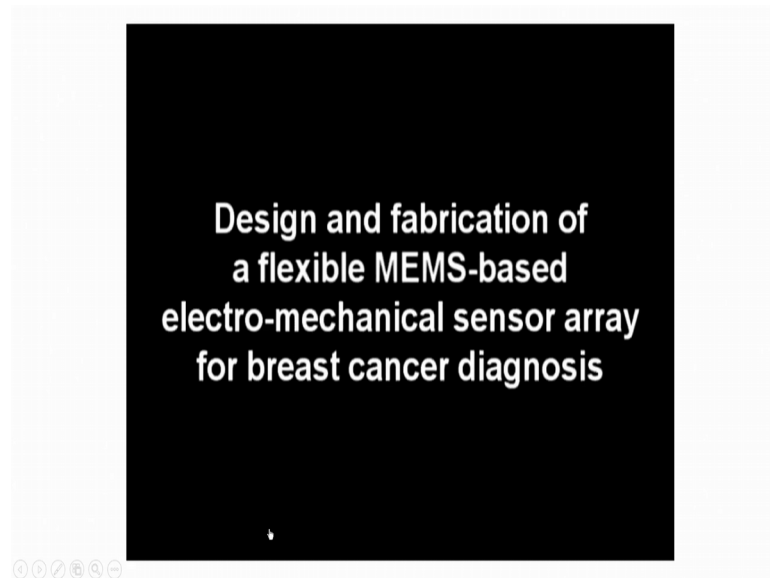 Design and fabrication of
a flexible MEMS-based
electro-mechanical sensor array
for breast cancer diagnosis